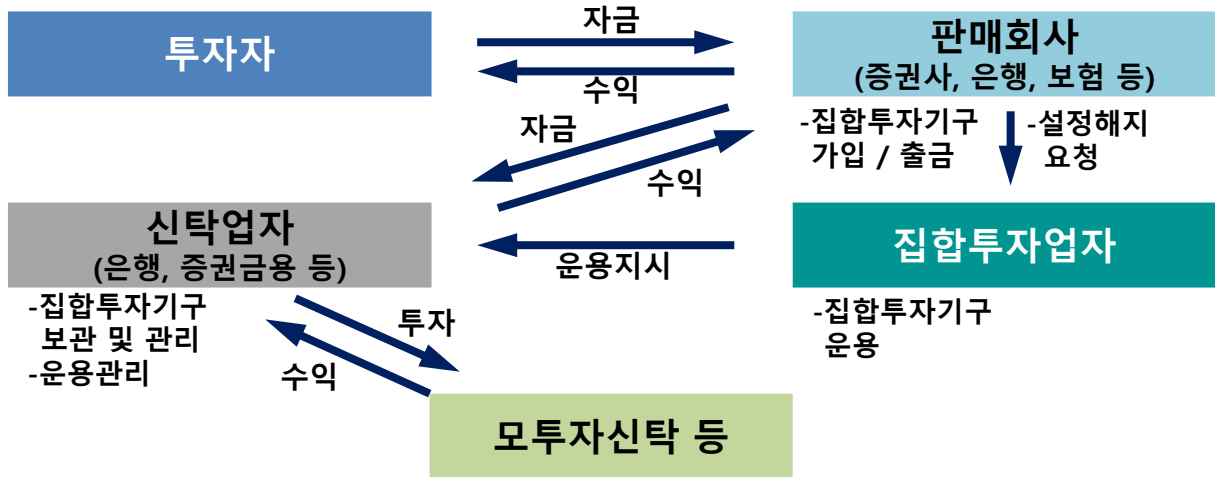 투자자
자금
수익
판매회사
(증권사, 은행, 보험 등)
-집합투자기구
가입 / 출금
-설정해지
요청
자금
수익
신탁업자
(은행, 증권금용 등)
운용지시
집합투자업자
-집합투자기구
보관 및 관리
-운용관리
투자
수익
-집합투자기구
운용
모투자신탁 등